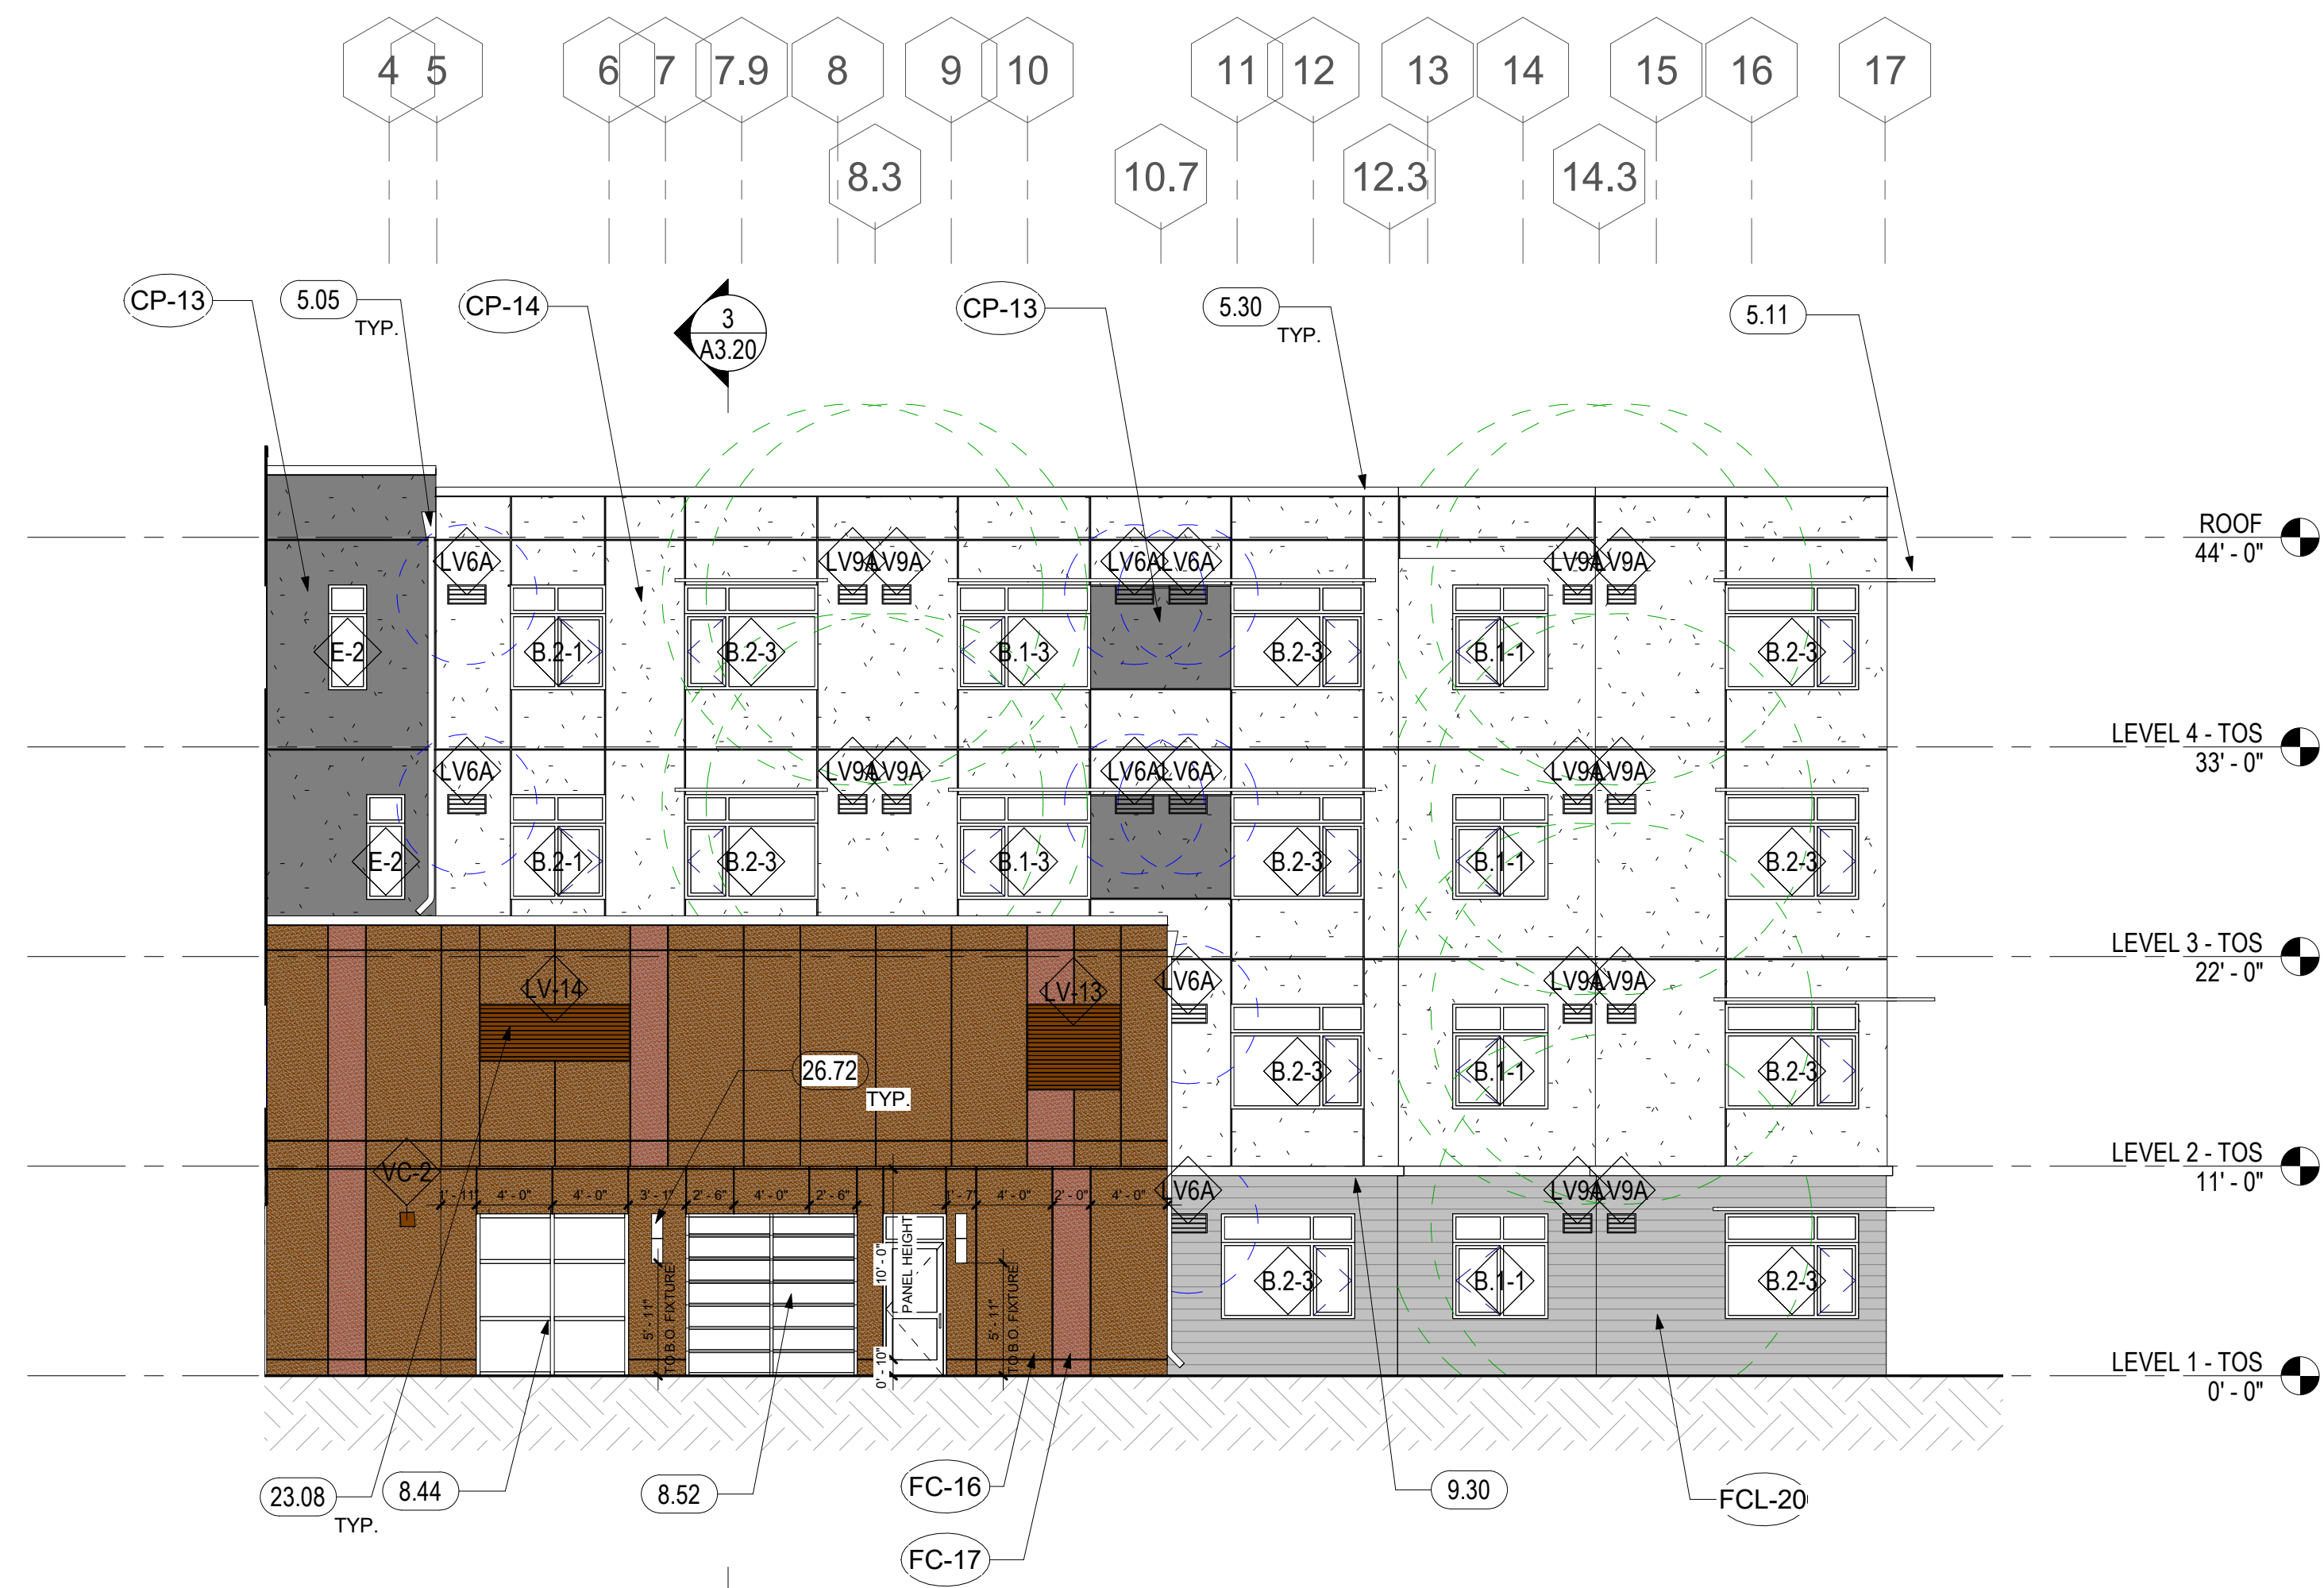 4 5 6 7 7.9 8 9 10 11 12 13 14 15 16 17
8.3 10.7 12.3 14.3
CP-13
5.05
TYP.
CP-14
3
A3.20
CP-13
5.30
TYP.
5.11
ROOF
44' - 0"
LV6A LV9A LV9A LV6A LV6A LV9A LV9A
E-2 B.2-1 B.2-3 B.1-3 B.2-3 B.1-1 B.2-3
LEVEL 4 - TOS
33' - 0"
LV6A LV9A LV9A LV6A LV6A LV9A LV9A
E-2 B.2-1 B.2-3 B.1-3 B.2-3 B.1-1 B.2-3
LEVEL 3 - TOS
22' - 0"
LV-14 LV-13 LV6A LV9A LV9A
26.72
TYP.
B.2-3 B.1-1 B.2-3
LEVEL 2 - TOS
11' - 0"
VC-2
LV6A LV9A LV9A
1' - 11" 4' - 0" 4' - 0" 3' - 1" 2' - 6" 4' - 0" 2' - 6" 1' - 7" 4' - 0" 2' - 0" 4' - 0"
5' - 11"
TO B.O. FIXTURE
10' - 0"
PANEL HEIGHT
0' - 10"
5' - 11"
TO B.O. FIXTURE
B.2-3 B.1-1 B.2-3
LEVEL 1 - TOS
0' - 0"
23.08
TYP.
8.44
8.52
FC-16
FC-17
9.30
FCL-20